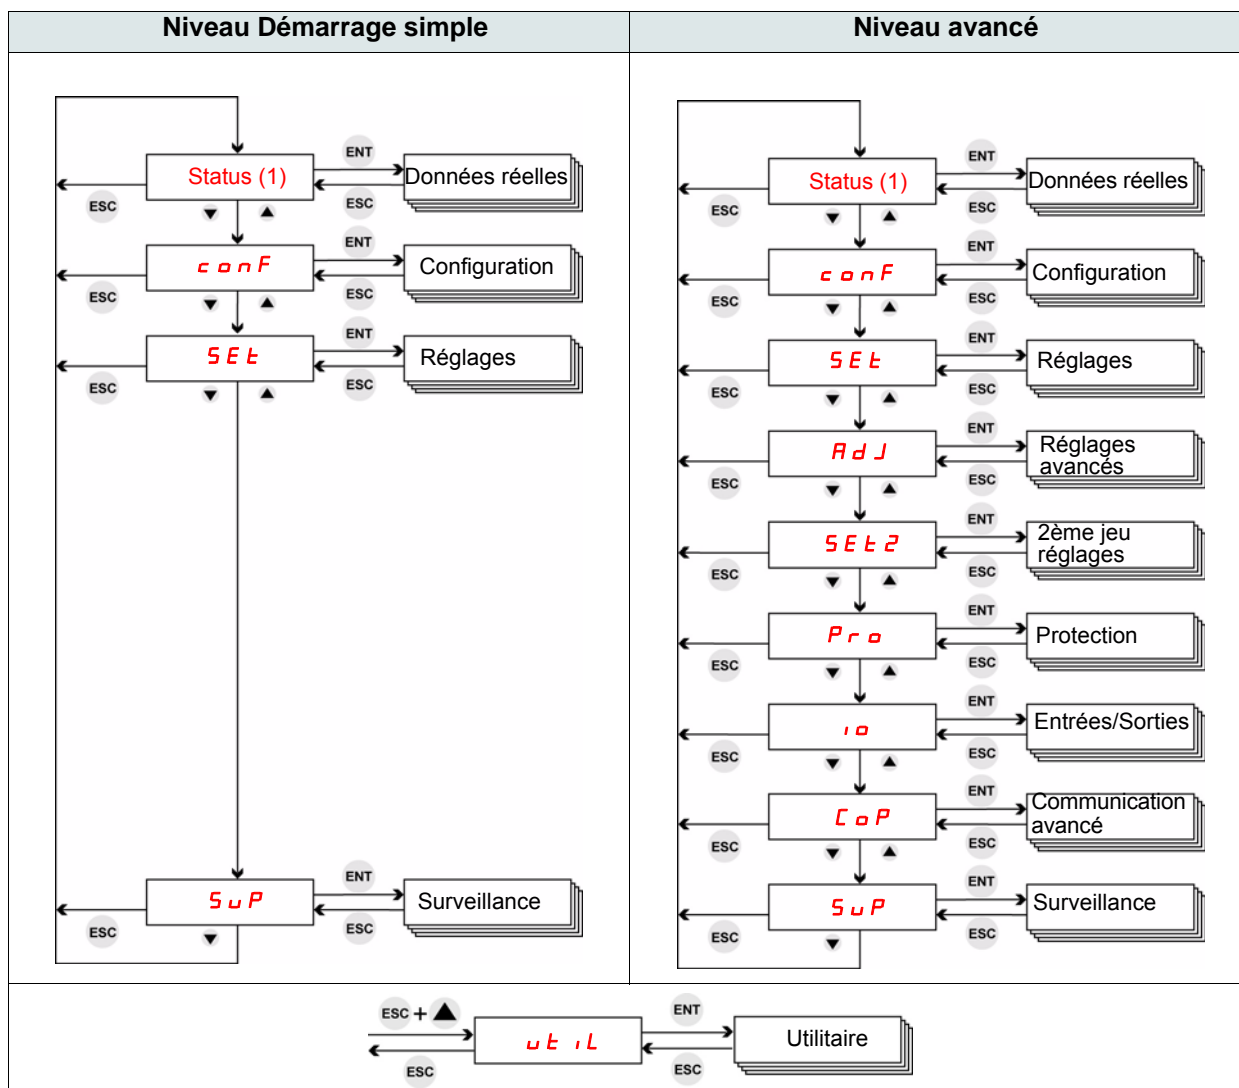 Niveau Démarrage simple
Niveau avancé
ENT
Status (1)
Données réelles
ESC
ESC
ENT
conF
Configuration
ESC
ESC
ENT
SEt
Réglages
ESC
ESC
ENT
SuP
Surveillance
ESC
ESC
ENT
Status (1)
Données réelles
ESC
ESC
ENT
conF
Configuration
ESC
ESC
ENT
SEt
Réglages
ESC
ESC
ENT
AdJ
Réglages
avancés
ESC
ESC
ENT
SEt2
2ème jeu
réglages
ESC
ESC
ENT
Pro
Protection
ESC
ESC
ENT
io
Entrées/Sorties
ESC
ESC
ENT
CoP
Communication
avancé
ESC
ESC
ENT
SuP
Surveillance
ESC
ESC
ESC + ▲
ENT
utiL
Utilitaire
ESC
ESC